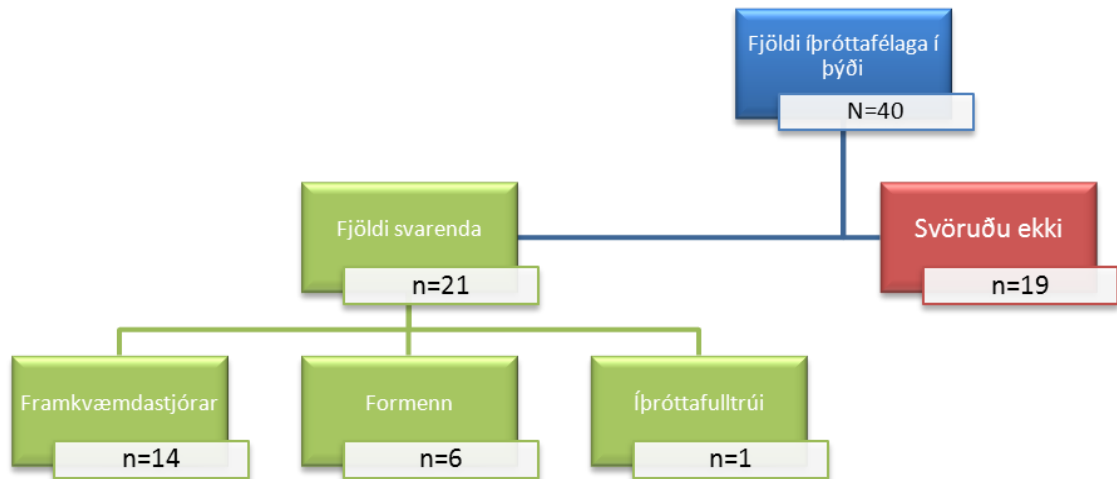 Fjöldi íþróttafélaga í
þýði
N=40
Fjöldi svarenda
n=21
Svöruðu ekki
n=19
Framkvæmdastjórar
n=14
Formenn
n=6
Íþróttafulltrúi
n=1